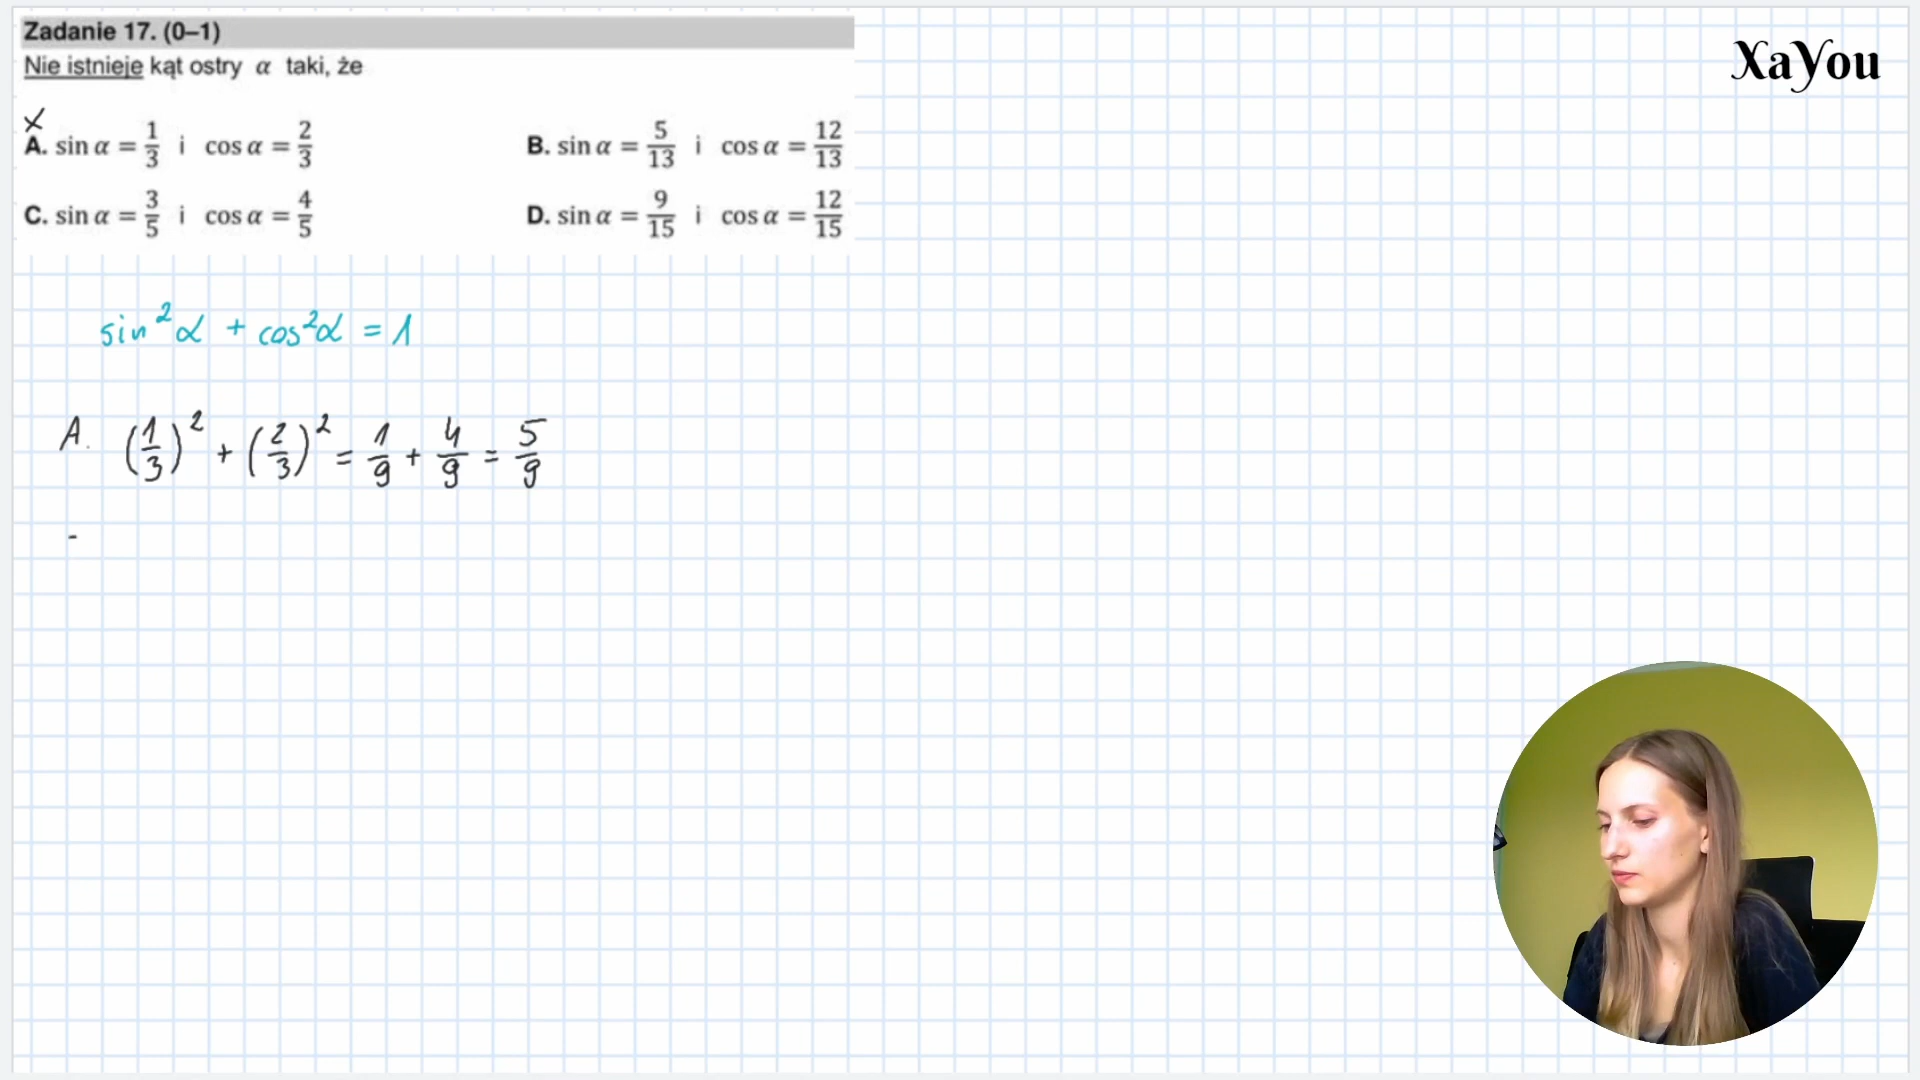 Zadanie 17. (0–1)
XaYou
Nie istnieje kąt ostry α taki, że
A. sin α = 1/3 i cos α = 2/3
B. sin α = 5/13 i cos α = 12/13
C. sin α = 3/5 i cos α = 4/5
D. sin α = 9/15 i cos α = 12/15
sin²α + cos²α = 1
A. (1/3)² + (2/3)² = 1/9 + 4/9 = 5/9